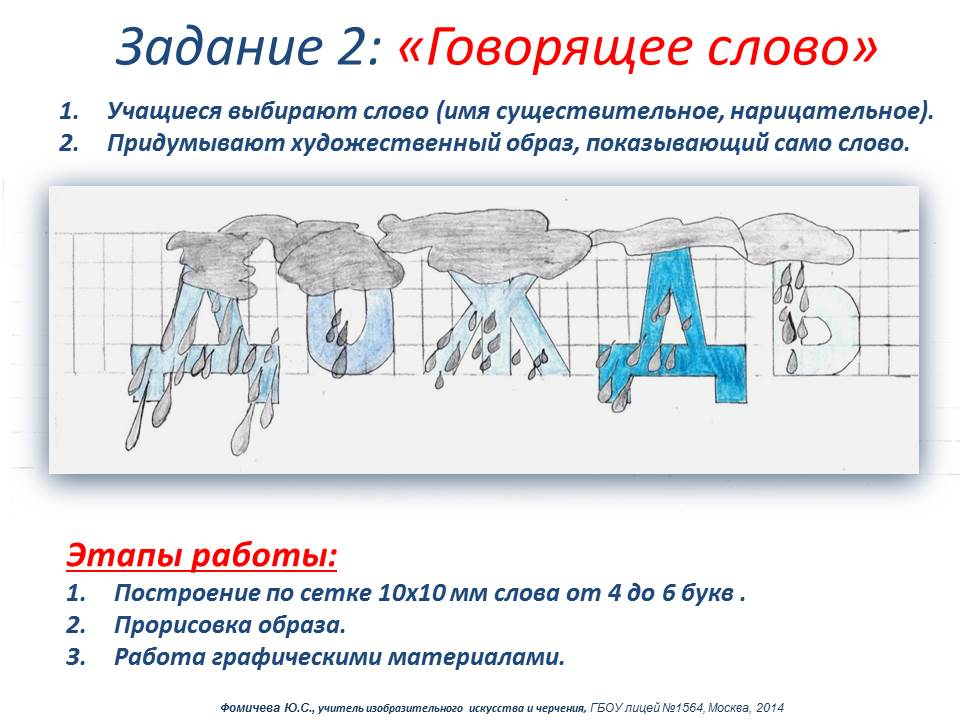 Задание 2: «Говорящее слово»
1. Учащиеся выбирают слово (имя существительное, нарицательное).
2. Придумывают художественный образ, показывающий само слово.
ДОЖДЬ
Этапы работы:
1. Построение по сетке 10х10 мм слова от 4 до 6 букв .
2. Прорисовка образа.
3. Работа графическими материалами.
Фомичева Ю.С., учитель изобразительного искусства и черчения, ГБОУ лицей №1564, Москва, 2014